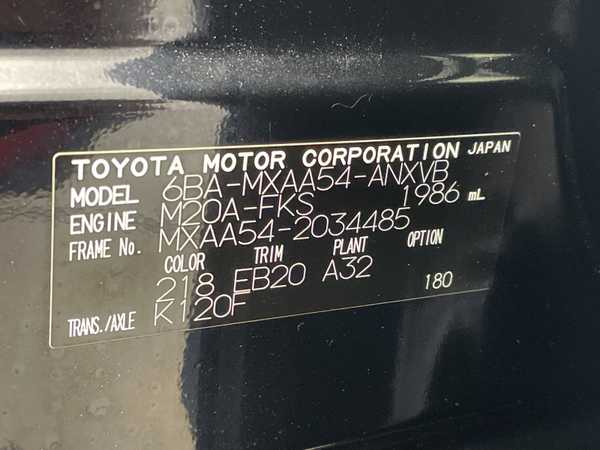 TOYOTA MOTOR CORPORATION JAPAN
MODEL 6BA-MXAA54-ANXVB
ENGINE M20A-FKS 1986 mL
FRAME No. MXAA54-2034485
COLOR TRIM PLANT OPTION
218 EB20 A32
TRANS./AXLE K120F 180